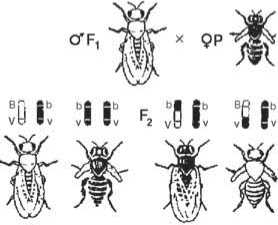 ♂F₁ × ♀P
B b b b F₂ b b B b
V v v v V v v v